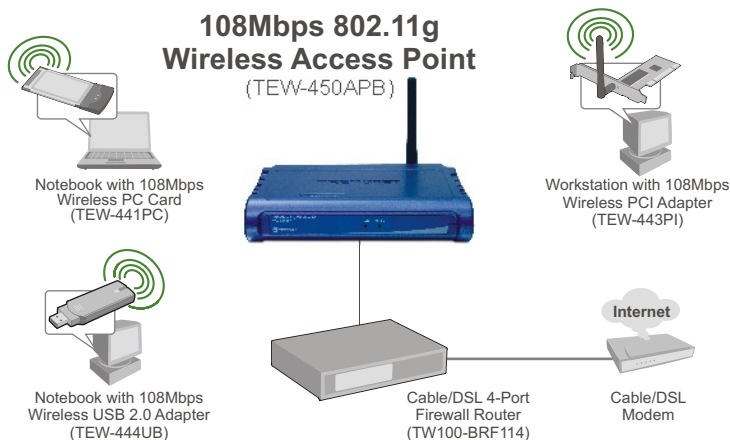 108Mbps 802.11g
Wireless Access Point
(TEW-450APB)
Notebook with 108Mbps
Wireless PC Card
(TEW-441PC)
Workstation with 108Mbps
Wireless PCI Adapter
(TEW-443PI)
Internet
Notebook with 108Mbps
Wireless USB 2.0 Adapter
(TEW-444UB)
Cable/DSL 4-Port
Firewall Router
(TW100-BRF114)
Cable/DSL
Modem